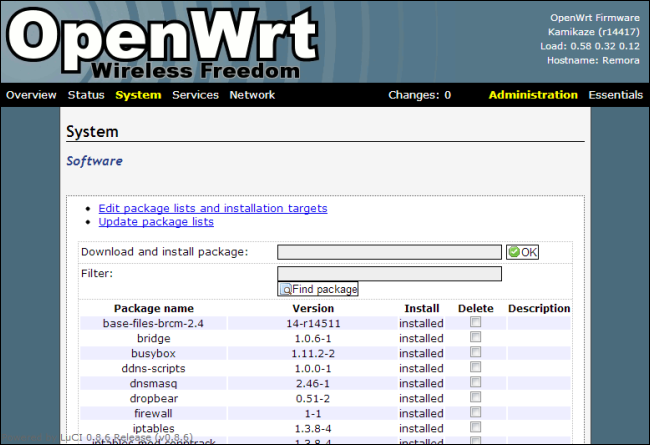 OpenWrt
Wireless Freedom
OpenWrt Firmware
Kamikaze (r14417)
Load: 0.58 0.32 0.12
Hostname: Remora
Overview Status System Services Network Changes: 0 Administration Essentials
System
Software
Edit package lists and installation targets
Update package lists
Download and install package: OK
Filter:
Find package
Package name Version Install Delete Description
base-files-brcm-2.4 14-r14511 installed
bridge 1.0.6-1 installed
busybox 1.11.2-2 installed
ddns-scripts 1.0.0-1 installed
dnsmasq 2.46-1 installed
dropbear 0.51-2 installed
firewall 1-1 installed
iptables 1.3.8-4 installed
iptables-mod-conntrack 1.3.8-4 installed
LuCI 0.8.6 Release (v0.8.6)